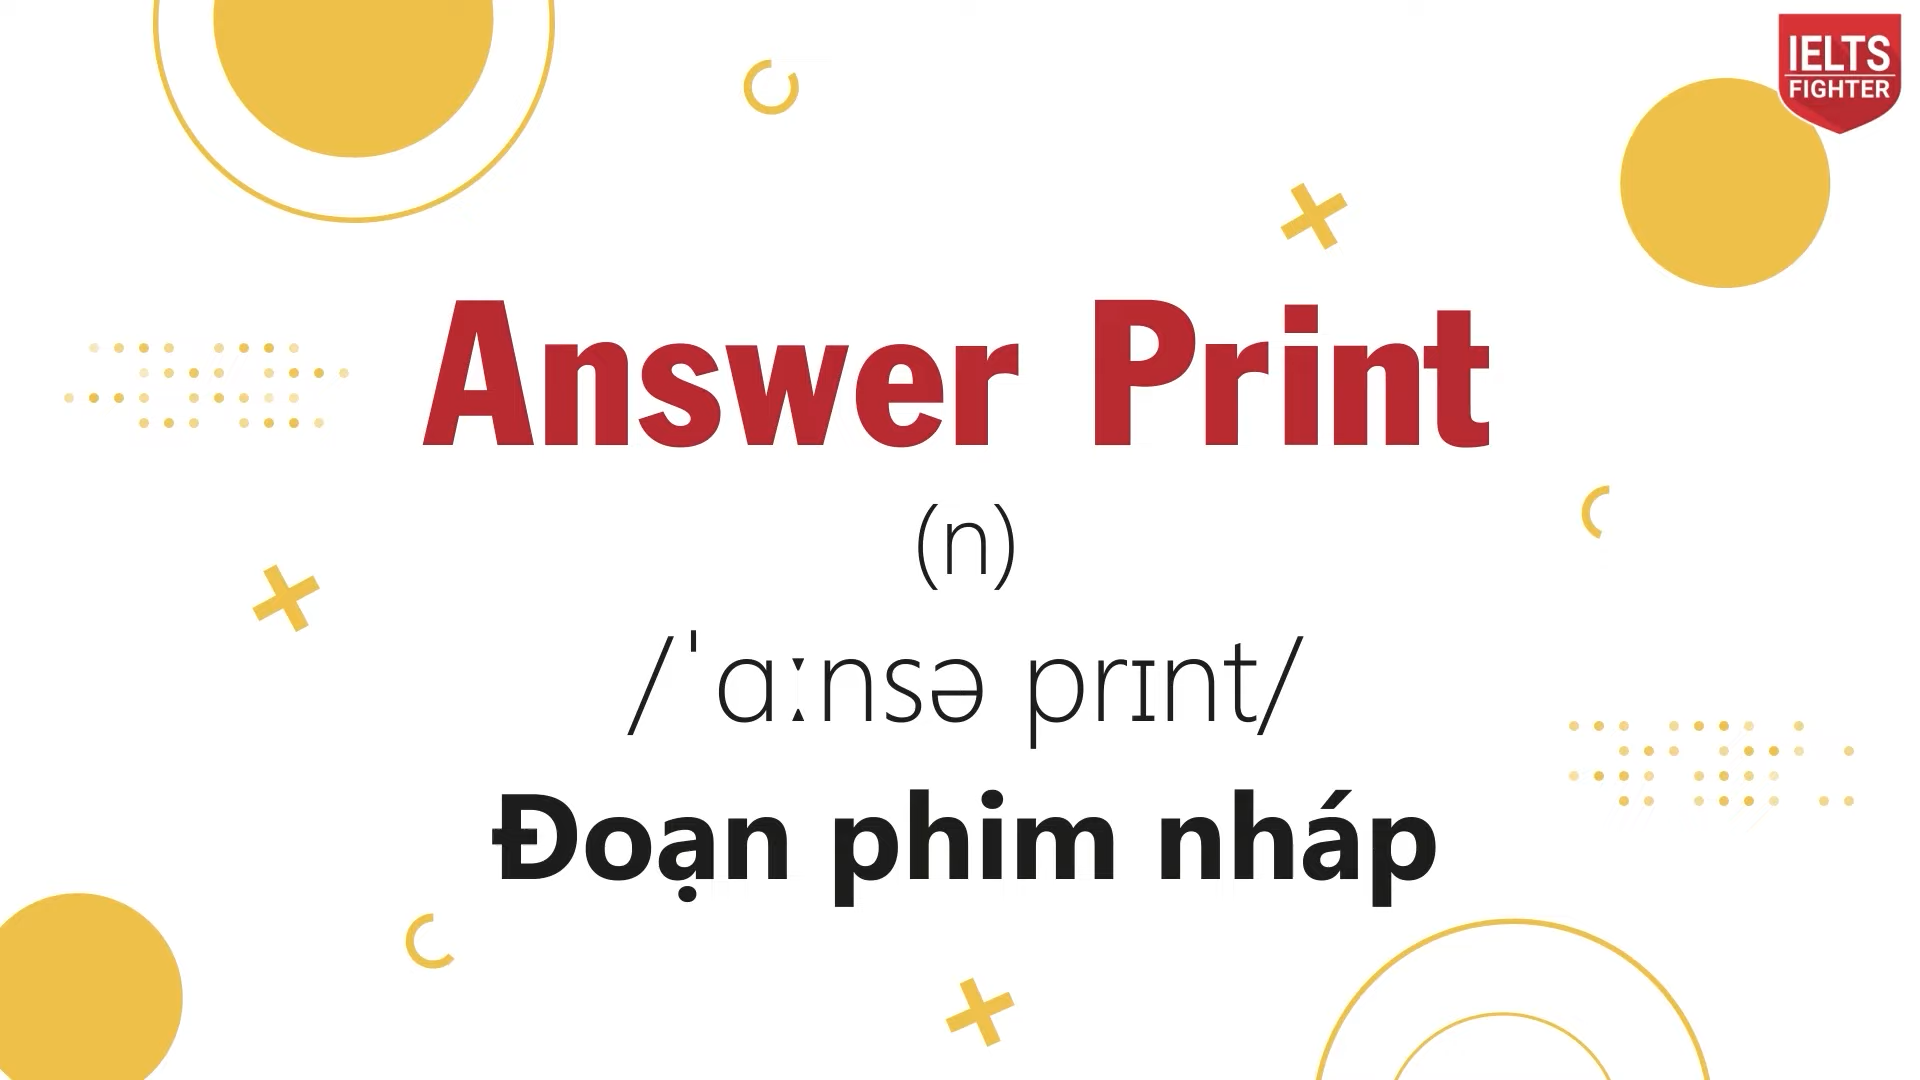 IELTS
FIGHTER
Answer Print
(n)
/ˈɑːnsə prɪnt/
Đoạn phim nháp